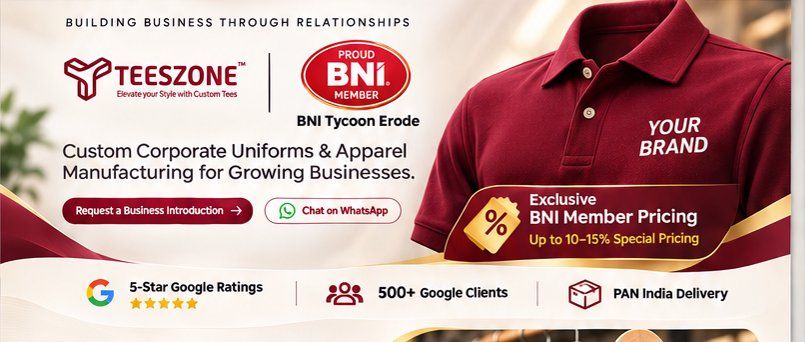 BUILDING BUSINESS THROUGH RELATIONSHIPS
TEESZONE™
Elevate your Style with Custom Tees
PROUD
BNI®
MEMBER
BNI Tycoon Erode
Custom Corporate Uniforms & Apparel
Manufacturing for Growing Businesses.
Request a Business Introduction →
Chat on WhatsApp
YOUR
BRAND
%
Exclusive
BNI Member Pricing
Up to 10–15% Special Pricing
G
5-Star Google Ratings
500+ Google Clients
PAN India Delivery